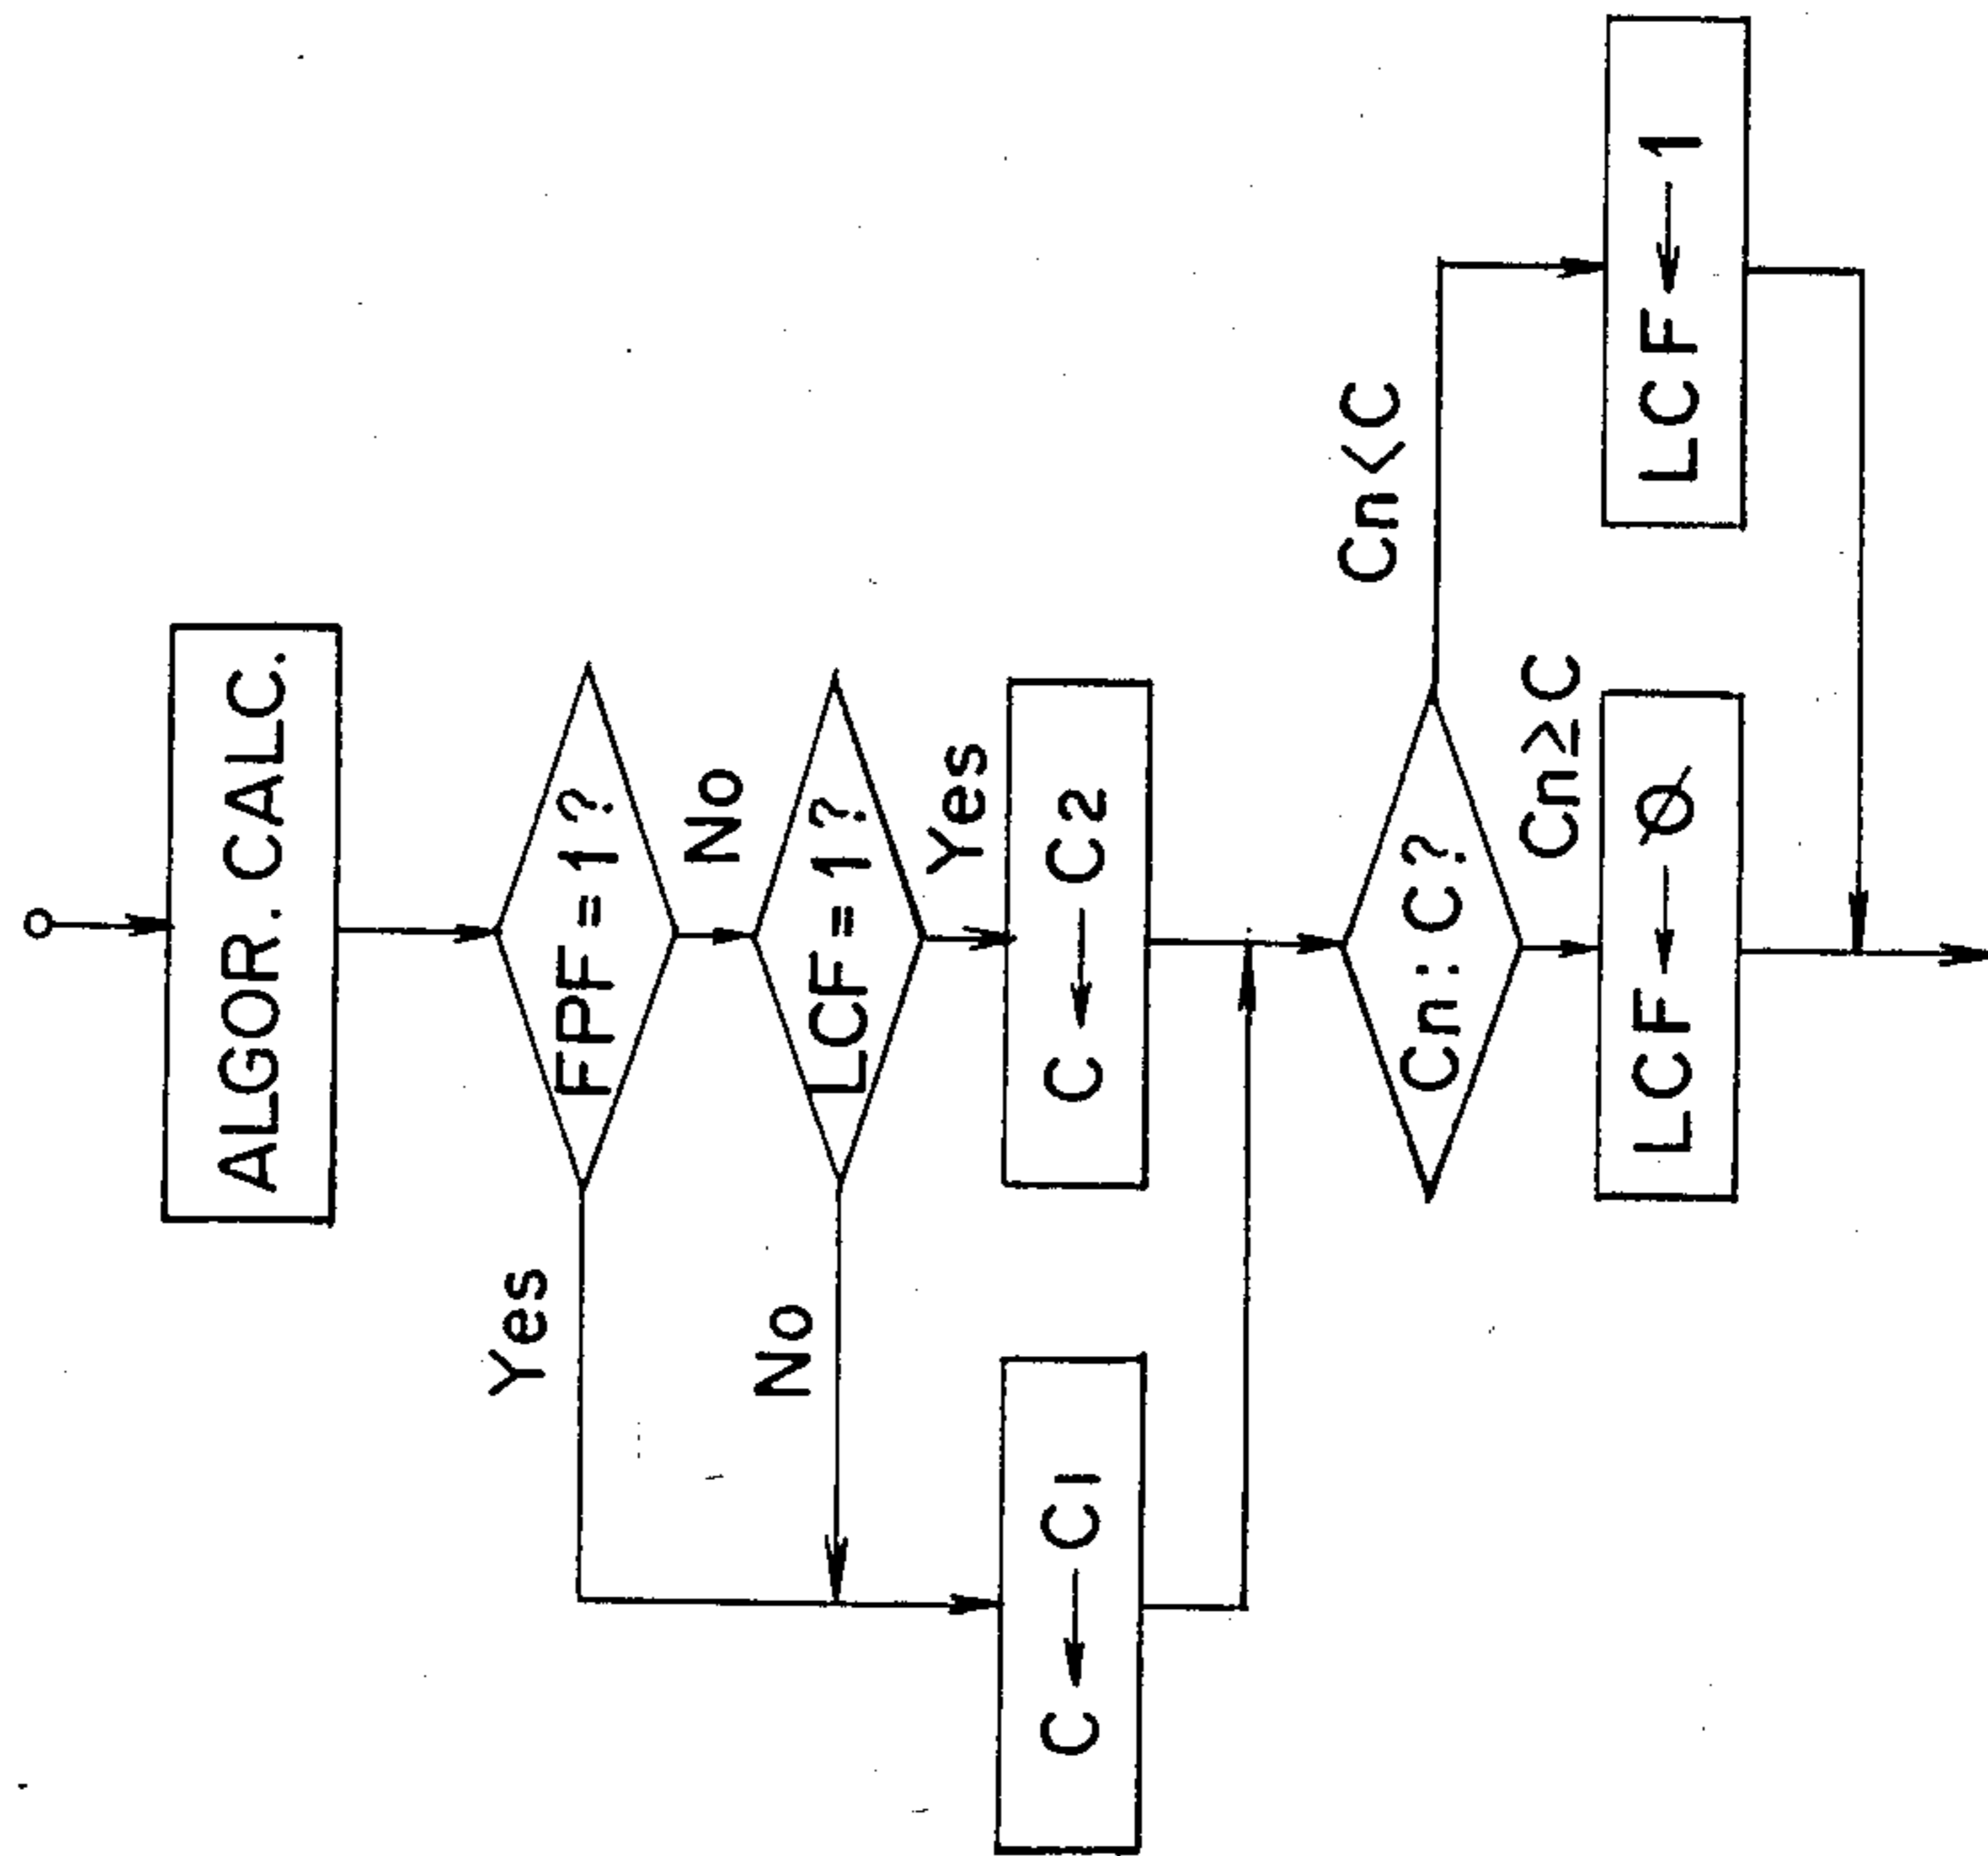 ALGOR. CALC.
FPF=1?
Yes
No
LCF=1?
No
Yes
C ← C1
C ← C2
Cn:C?
Cn<C
Cn≥C
LCF ← Ø
LCF ← 1